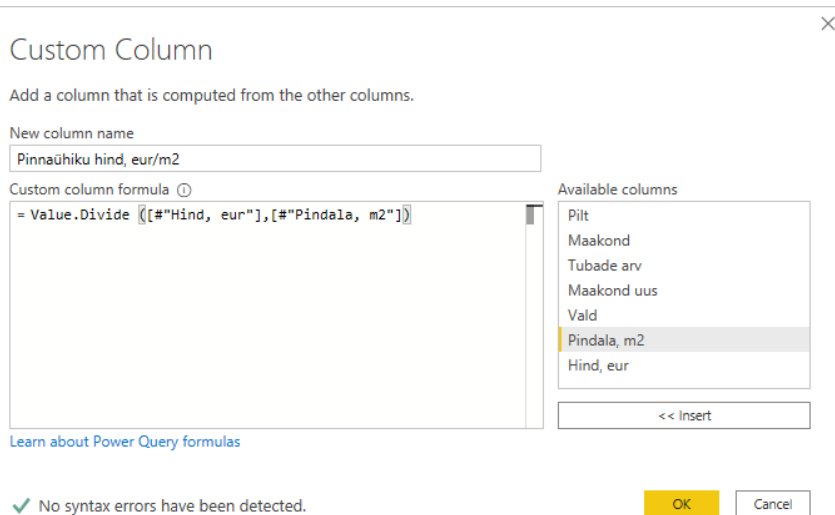 Custom Column
Add a column that is computed from the other columns.
New column name
Pinnaühiku hind, eur/m2
Custom column formula
Available columns
= Value.Divide ([#"Hind, eur"],[#"Pindala, m2"])
Pilt
Maakond
Tubade arv
Maakond uus
Vald
Pindala, m2
Hind, eur
<< Insert
Learn about Power Query formulas
No syntax errors have been detected.
OK
Cancel